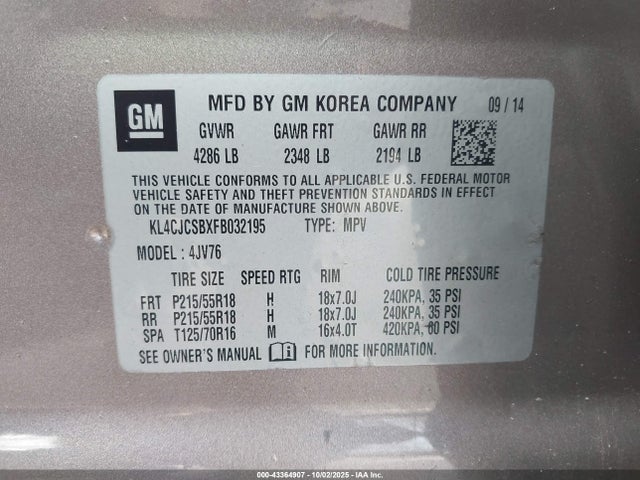 GM MFD BY GM KOREA COMPANY 09 / 14
GVWR GAWR FRT GAWR RR
4286 LB 2348 LB 2194 LB
THIS VEHICLE CONFORMS TO ALL APPLICABLE U.S. FEDERAL MOTOR
VEHICLE SAFETY AND THEFT PREVENTION STANDARDS IN EFFECT
ON THE DATE OF MANUFACTURE SHOWN ABOVE.
KL4CJCSBXFB032195 TYPE: MPV
MODEL: 4JV76
TIRE SIZE SPEED RTG RIM COLD TIRE PRESSURE
FRT P215/55R18 H 18x7.0J 240KPA, 35 PSI
RR P215/55R18 H 18x7.0J 240KPA, 35 PSI
SPA T125/70R16 M 16x4.0T 420KPA, 60 PSI
SEE OWNER'S MANUAL FOR MORE INFORMATION.
000-43364907 - 10/02/2025 - IAA Inc.